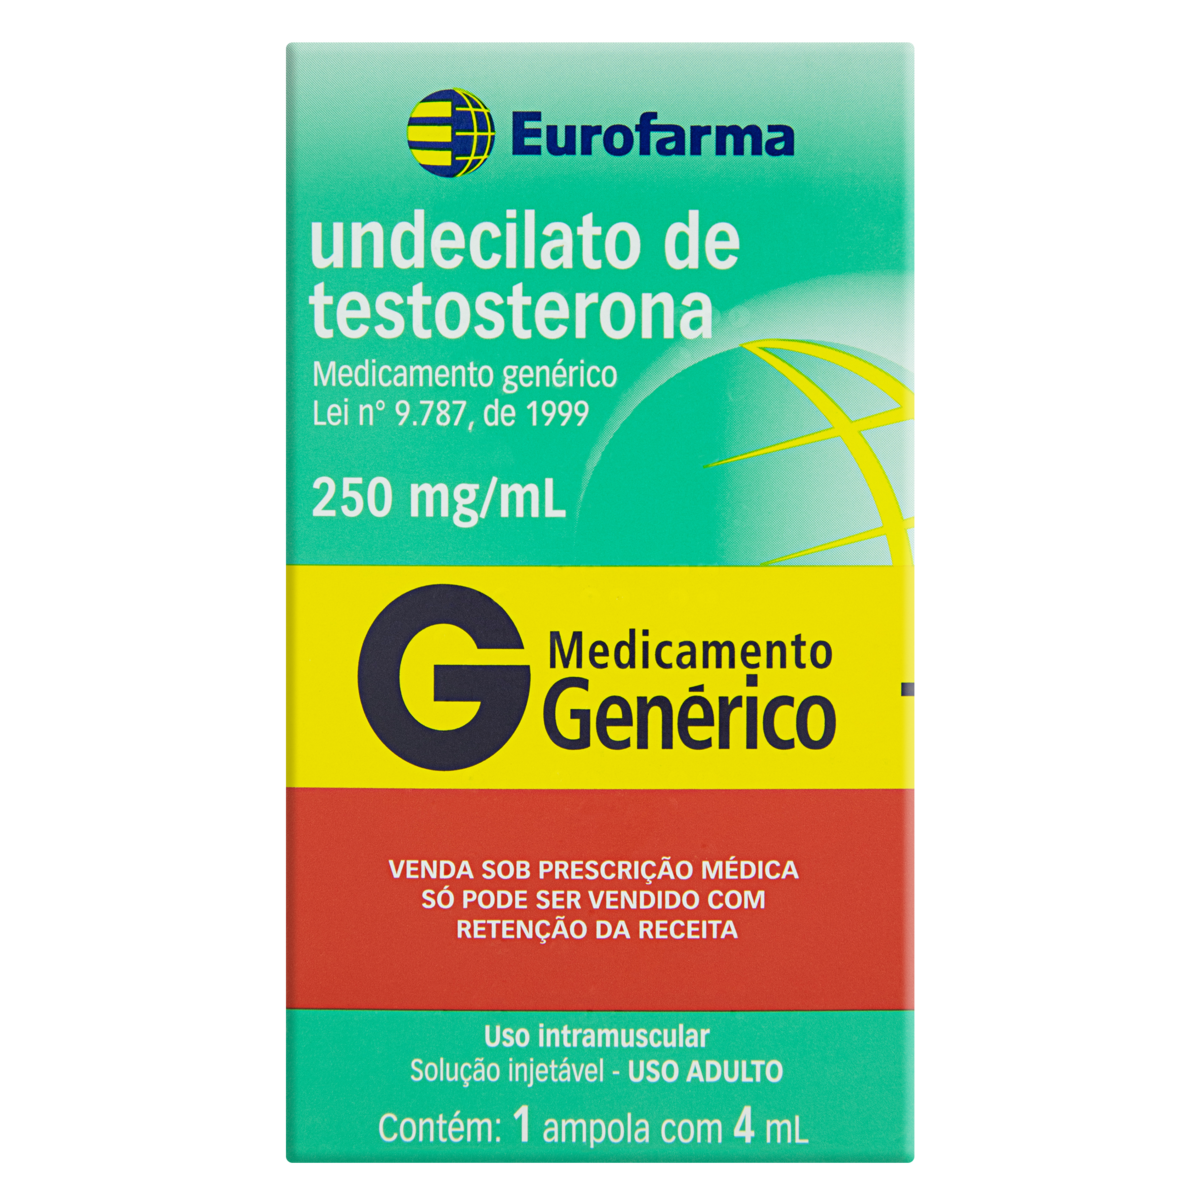 Eurofarma
undecilato de
testosterona
Medicamento genérico
Lei n° 9.787, de 1999
250 mg/mL
G Medicamento
Genérico
VENDA SOB PRESCRIÇÃO MÉDICA
SÓ PODE SER VENDIDO COM
RETENÇÃO DA RECEITA
Uso intramuscular
Solução injetável - USO ADULTO
Contém: 1 ampola com 4 mL